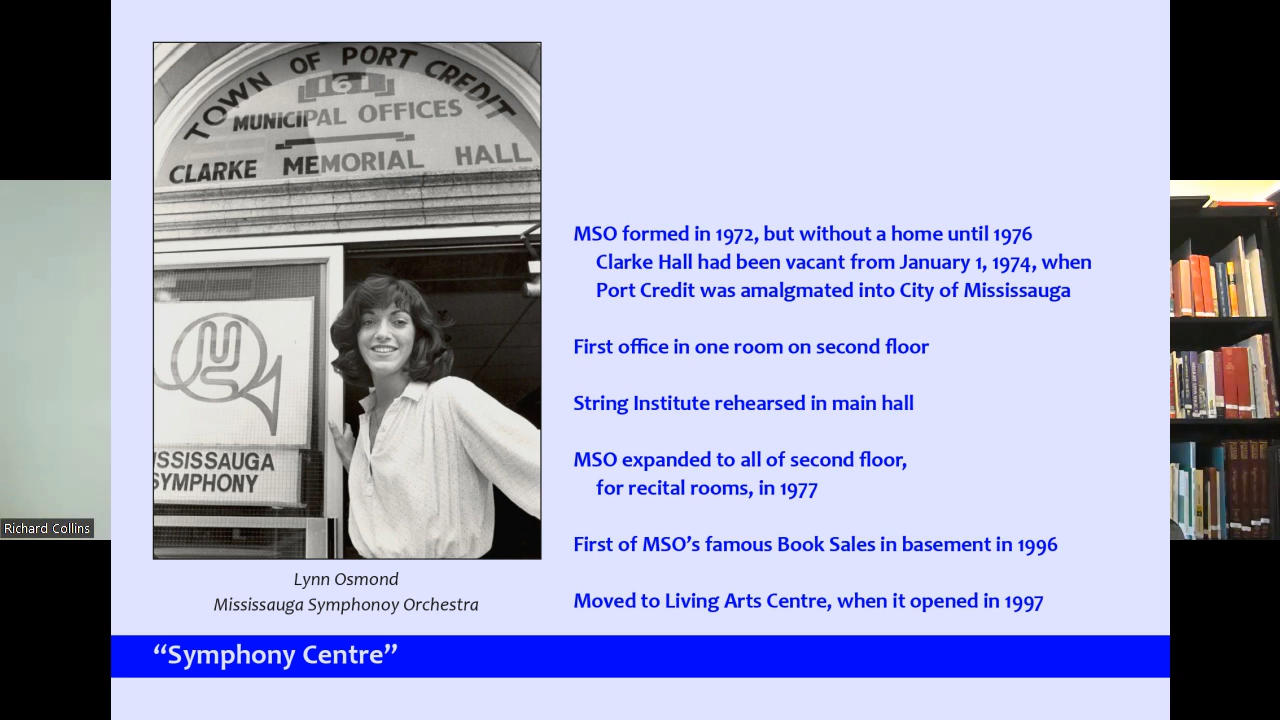 TOWN OF PORT CREDIT
161
MUNICIPAL OFFICES
CLARKE MEMORIAL HALL
ISSISSAUGA
SYMPHONY
Lynn Osmond
Mississauga Symphonoy Orchestra
MSO formed in 1972, but without a home until 1976
Clarke Hall had been vacant from January 1, 1974, when
Port Credit was amalgmated into City of Mississauga
First office in one room on second floor
String Institute rehearsed in main hall
MSO expanded to all of second floor,
for recital rooms, in 1977
First of MSO’s famous Book Sales in basement in 1996
Moved to Living Arts Centre, when it opened in 1997
“Symphony Centre”
Richard Collins